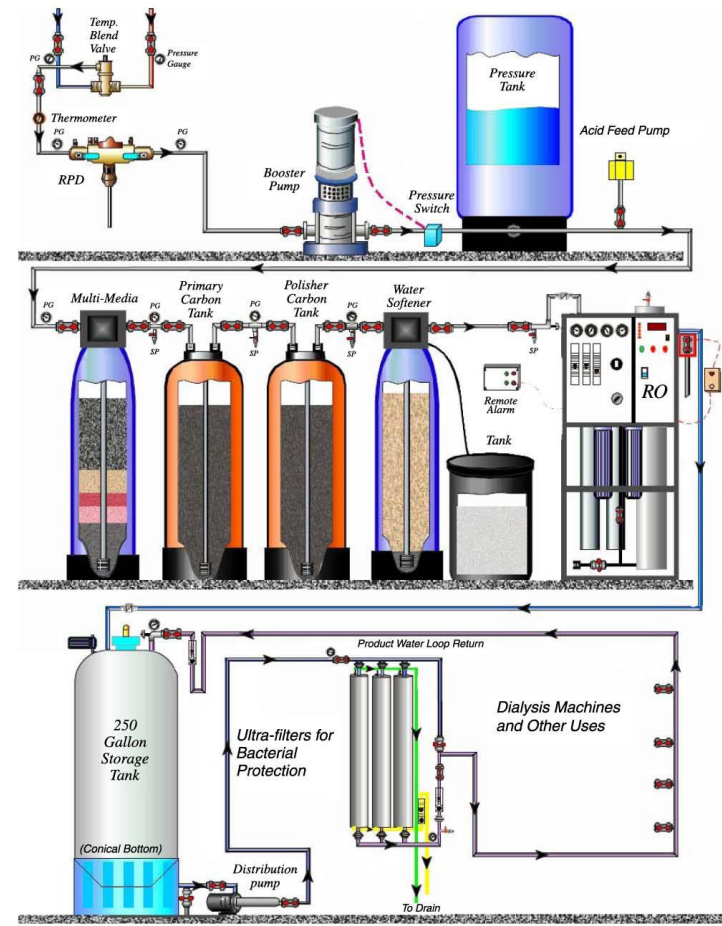 Temp.
Blend
Valve
PG
Pressure
Gauge
Thermometer
PG
PG
RPD
Booster
Pump
Pressure
Switch
Pressure
Tank
Acid Feed Pump
PG
Multi-Media
PG
SP
Primary
Carbon
Tank
PG
SP
Polisher
Carbon
Tank
PG
SP
Water
Softener
SP
Remote
Alarm
Tank
RO
Product Water Loop Return
250
Gallon
Storage
Tank
(Conical Bottom)
Ultra-filters for
Bacterial
Protection
Dialysis Machines
and Other Uses
Distribution
pump
To Drain